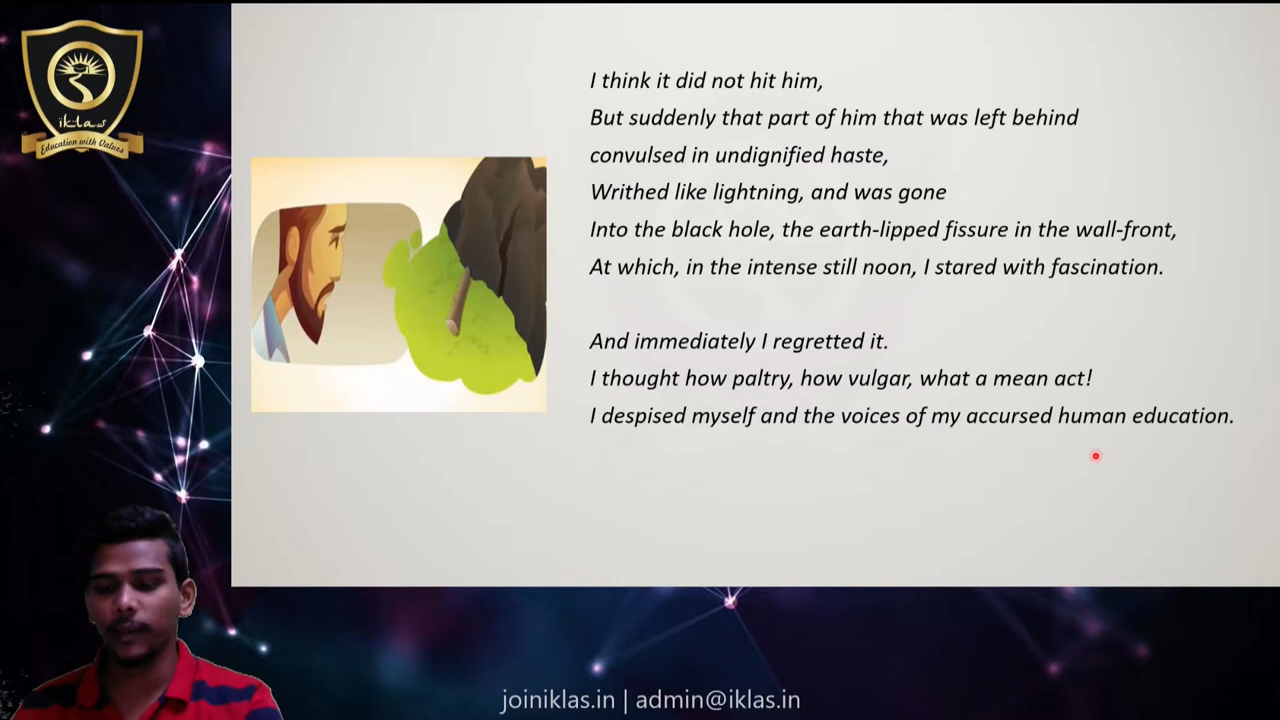 iklas
Education with Values
I think it did not hit him,
But suddenly that part of him that was left behind
convulsed in undignified haste,
Writhed like lightning, and was gone
Into the black hole, the earth-lipped fissure in the wall-front,
At which, in the intense still noon, I stared with fascination.
And immediately I regretted it.
I thought how paltry, how vulgar, what a mean act!
I despised myself and the voices of my accursed human education.
joiniklas.in | admin@iklas.in